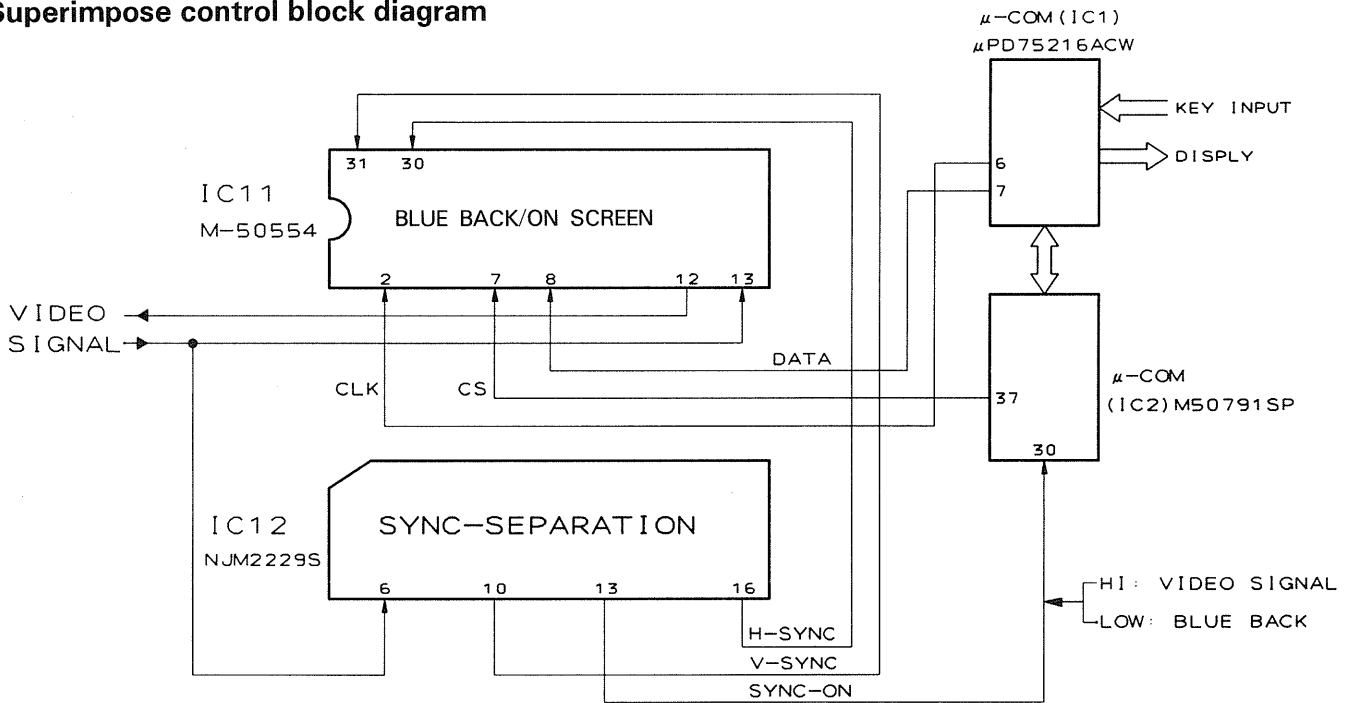 Superimpose control block diagram
μ-COM (IC1)
μPD75216ACW
KEY INPUT
DISPLY
6
7
31
30
IC11
M-50554
BLUE BACK/ON SCREEN
2
7
8
12
13
VIDEO
SIGNAL
DATA
CLK
CS
37
μ-COM
(IC2) M50791SP
30
IC12
NJM2229S
SYNC-SEPARATION
6
10
13
16
H-SYNC
V-SYNC
SYNC-ON
HI: VIDEO SIGNAL
LOW: BLUE BACK